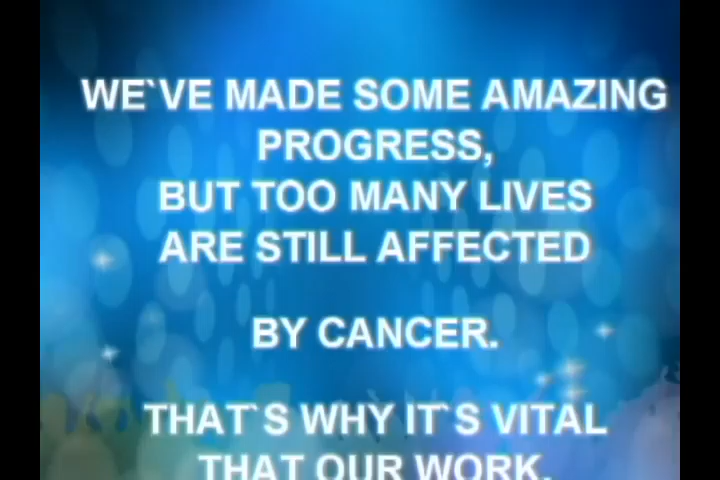 WE`VE MADE SOME AMAZING
PROGRESS,
BUT TOO MANY LIVES
ARE STILL AFFECTED
BY CANCER.
THAT`S WHY IT`S VITAL
THAT OUR WORK,